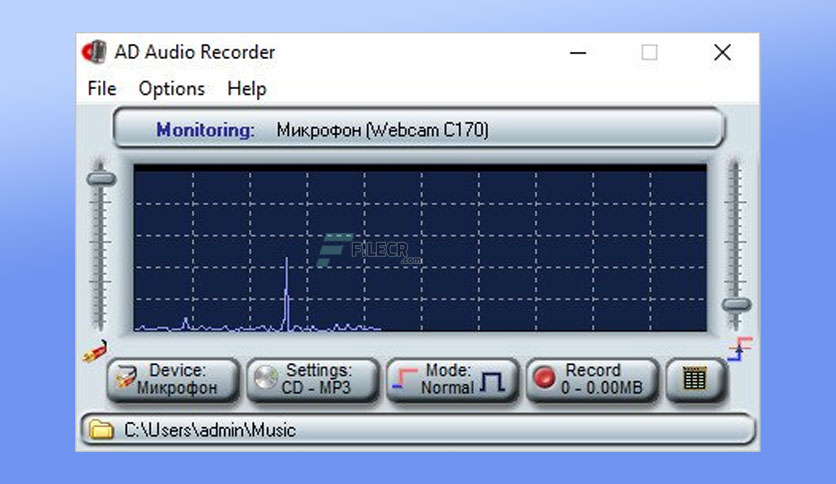 AD Audio Recorder
File Options Help
Monitoring: Микрофон (Webcam C170)
FILECR
.com
Device:
Микрофон
Settings:
CD - MP3
Mode:
Normal
Record
0 - 0.00MB
C:\Users\admin\Music